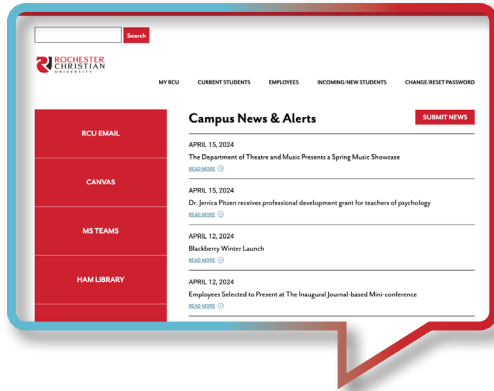 Search
ROCHESTER
CHRISTIAN
UNIVERSITY
MY RCU CURRENT STUDENTS EMPLOYEES INCOMING/NEW STUDENTS CHANGE/RESET PASSWORD
RCU EMAIL
CANVAS
MS TEAMS
HAM LIBRARY
Campus News & Alerts
SUBMIT NEWS
APRIL 15, 2024
The Department of Theatre and Music Presents a Spring Music Showcase
READ MORE
APRIL 15, 2024
Dr. Jerrica Pitzen receives professional development grant for teachers of psychology
READ MORE
APRIL 12, 2024
Blackberry Winter Launch
READ MORE
APRIL 12, 2024
Employees Selected to Present at The Inaugural Journal-based Mini-conference
READ MORE